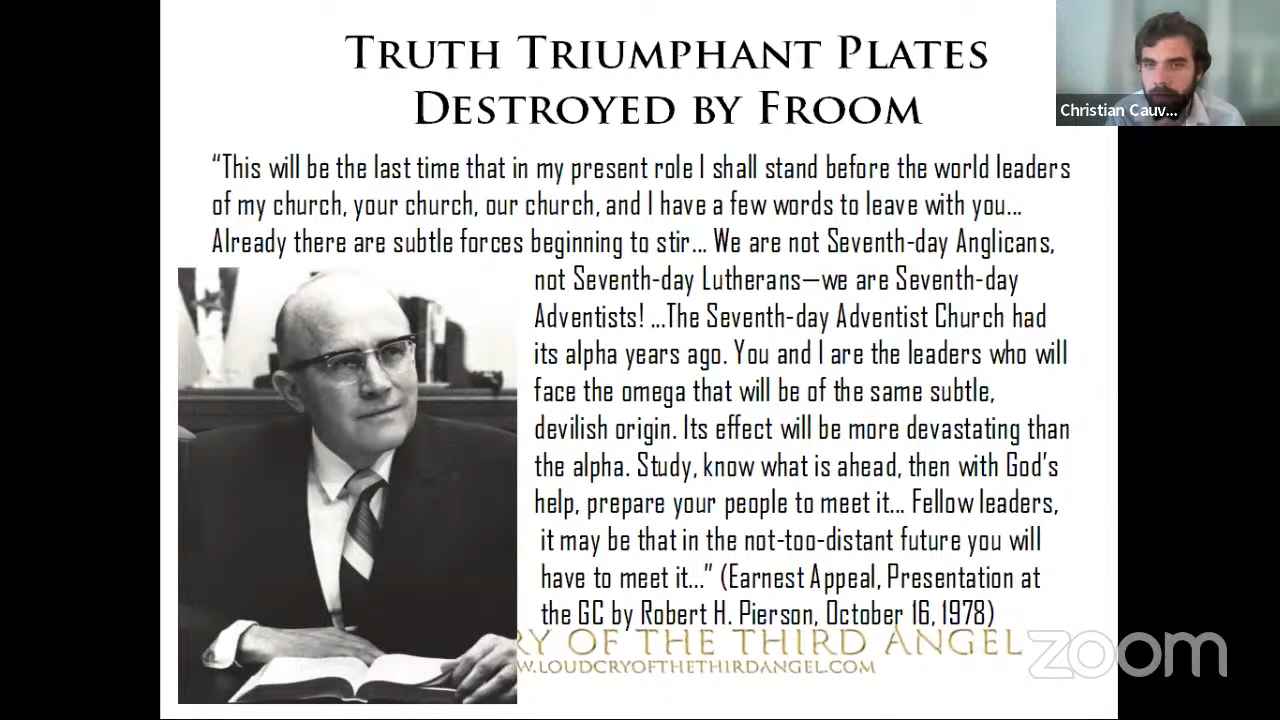 TRUTH TRIUMPHANT PLATES
DESTROYED BY FROOM
Christian Cauv...
“This will be the last time that in my present role I shall stand before the world leaders
of my church, your church, our church, and I have a few words to leave with you...
Already there are subtle forces beginning to stir... We are not Seventh-day Anglicans,
not Seventh-day Lutherans—we are Seventh-day
Adventists! ...The Seventh-day Adventist Church had
its alpha years ago. You and I are the leaders who will
face the omega that will be of the same subtle,
devilish origin. Its effect will be more devastating than
the alpha. Study, know what is ahead, then with God’s
help, prepare your people to meet it... Fellow leaders,
it may be that in the not-too-distant future you will
have to meet it...” (Earnest Appeal, Presentation at
the GC by Robert H. Pierson, October 16, 1978)
RY OF THE THIRD ANGEL
W.LOUDCRYOFTHETHIRDANGEL.COM
zoom